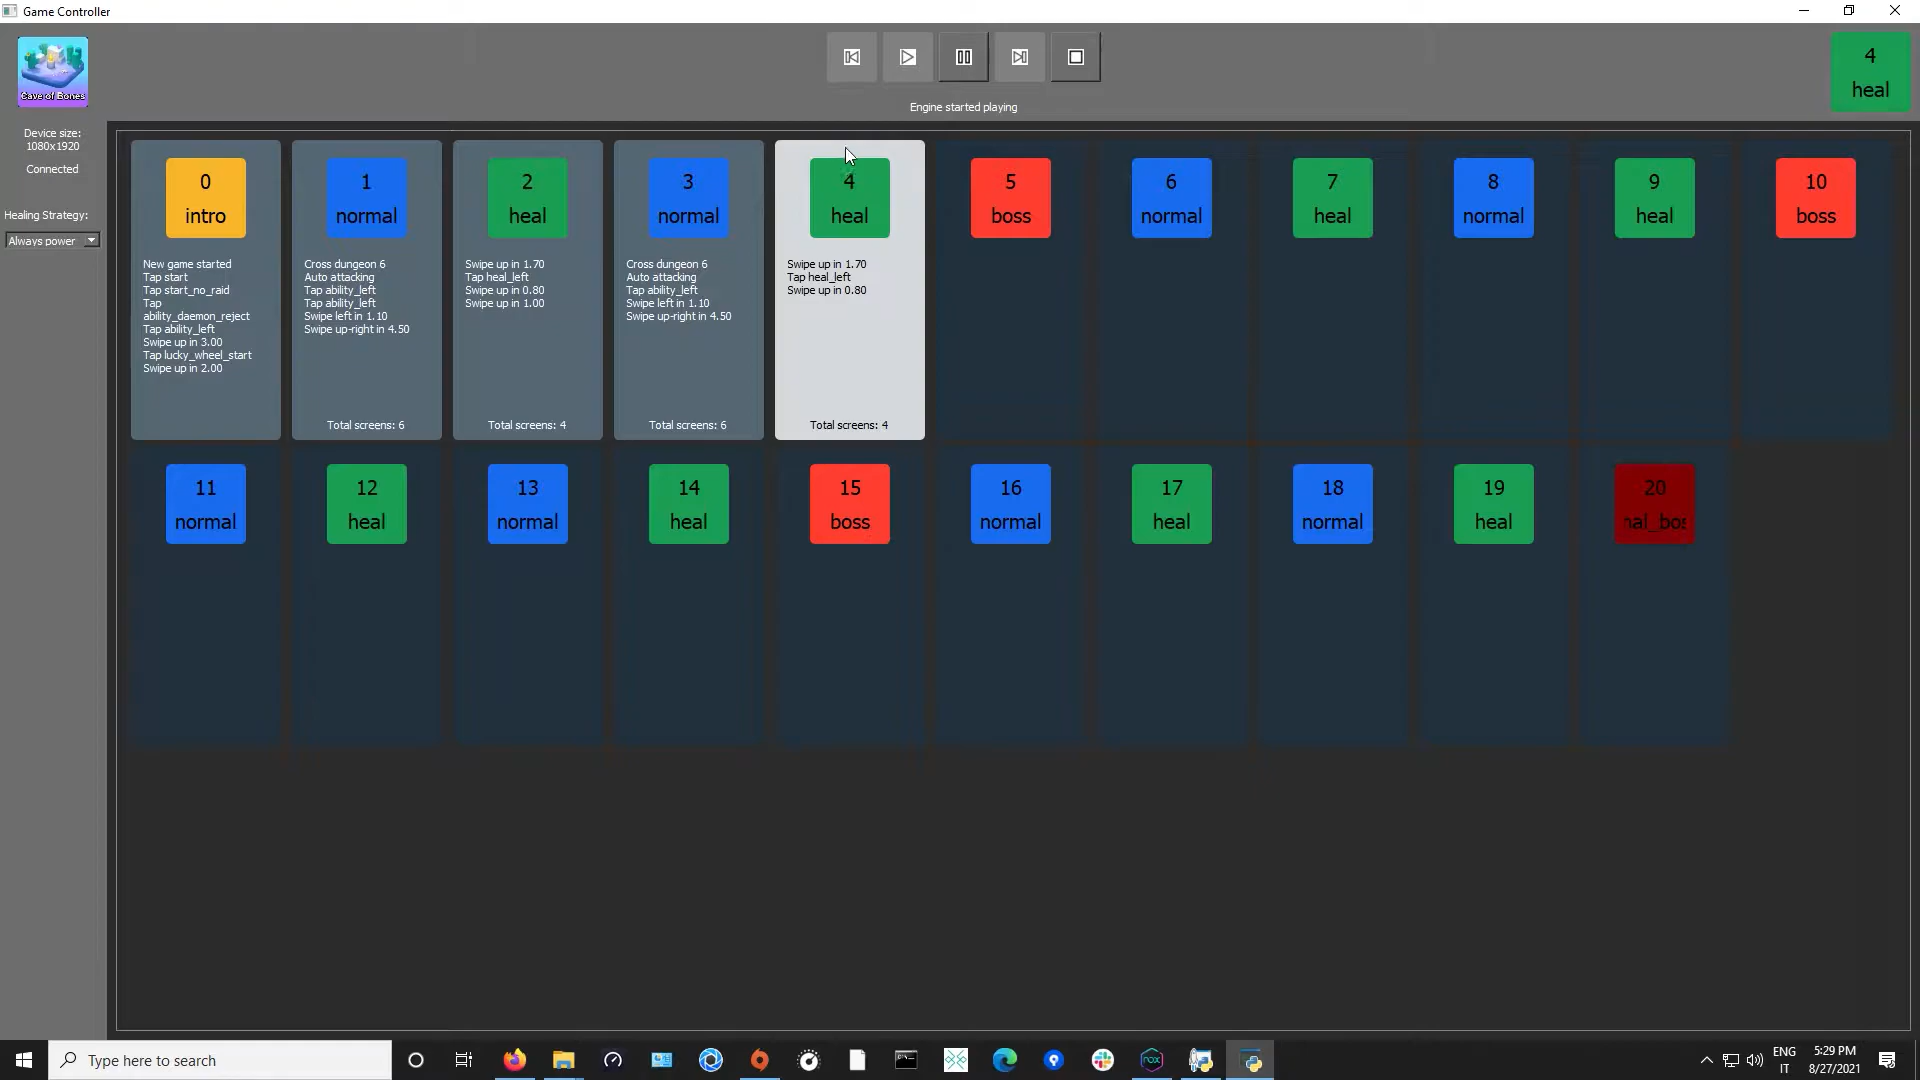 Game Controller
Cave of Bones
Device size:
1080x1920
Connected
Healing Strategy:
Always power
Engine started playing
4
heal
0
intro
New game started
Tap start
Tap start_no_raid
Tap
ability_daemon_reject
Tap ability_left
Swipe up in 3.00
Tap lucky_wheel_start
Swipe up in 2.00
1
normal
Cross dungeon 6
Auto attacking
Tap ability_left
Tap ability_left
Swipe left in 1.10
Swipe up-right in 4.50
Total screens: 6
2
heal
Swipe up in 1.70
Tap heal_left
Swipe up in 0.80
Swipe up in 1.00
Total screens: 4
3
normal
Cross dungeon 6
Auto attacking
Tap ability_left
Swipe left in 1.10
Swipe up-right in 4.50
Total screens: 6
4
heal
Swipe up in 1.70
Tap heal_left
Swipe up in 0.80
Total screens: 4
5
boss
6
normal
7
heal
8
normal
9
heal
10
boss
11
normal
12
heal
13
normal
14
heal
15
boss
16
normal
17
heal
18
normal
19
heal
20
nal_bos
Type here to search
nox
ENG
IT
5:29 PM
8/27/2021